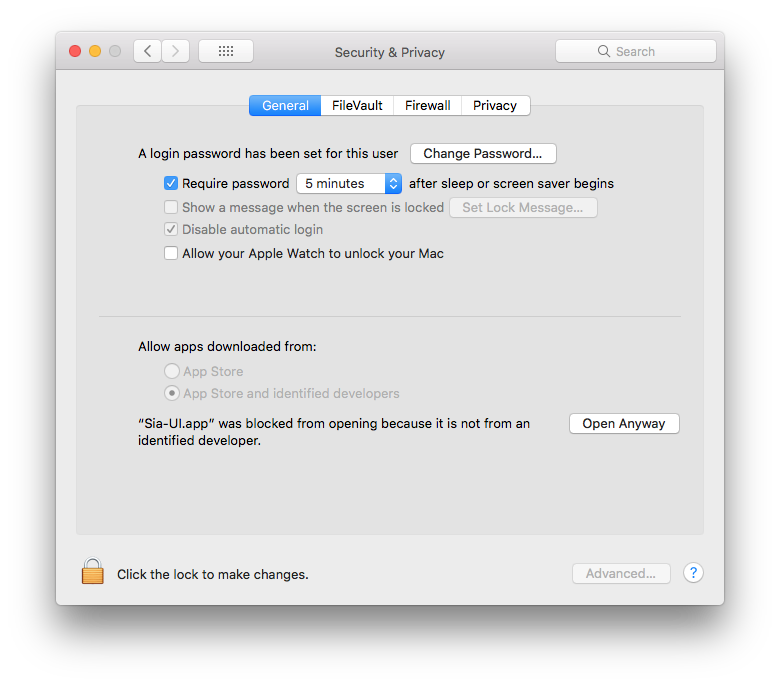 Security & Privacy
Search
General FileVault Firewall Privacy
A login password has been set for this user Change Password...
Require password 5 minutes after sleep or screen saver begins
Show a message when the screen is locked Set Lock Message...
Disable automatic login
Allow your Apple Watch to unlock your Mac
Allow apps downloaded from:
App Store
App Store and identified developers
“Sia-UI.app” was blocked from opening because it is not from an
identified developer.
Open Anyway
Click the lock to make changes.
Advanced...
?